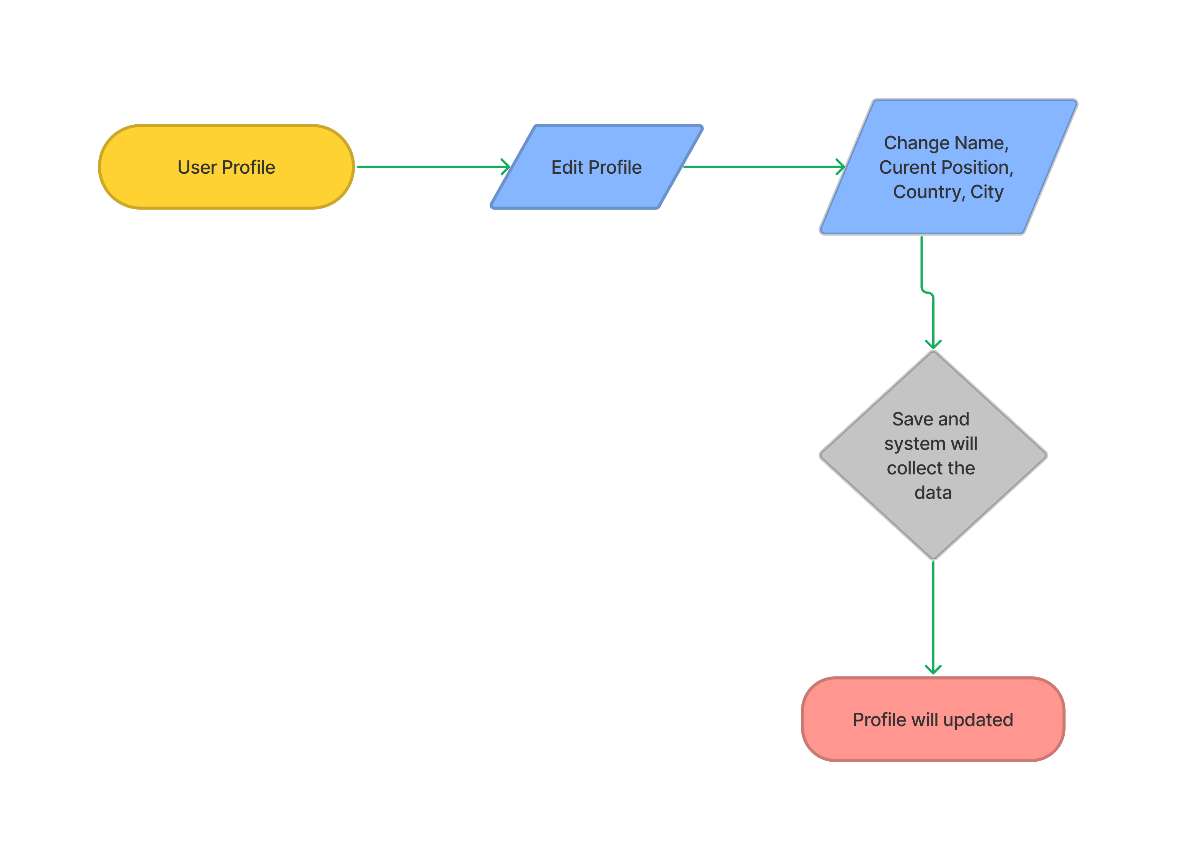 User Profile
Edit Profile
Change Name,
Curent Position,
Country, City
Save and
system will
collect the
data
Profile will updated